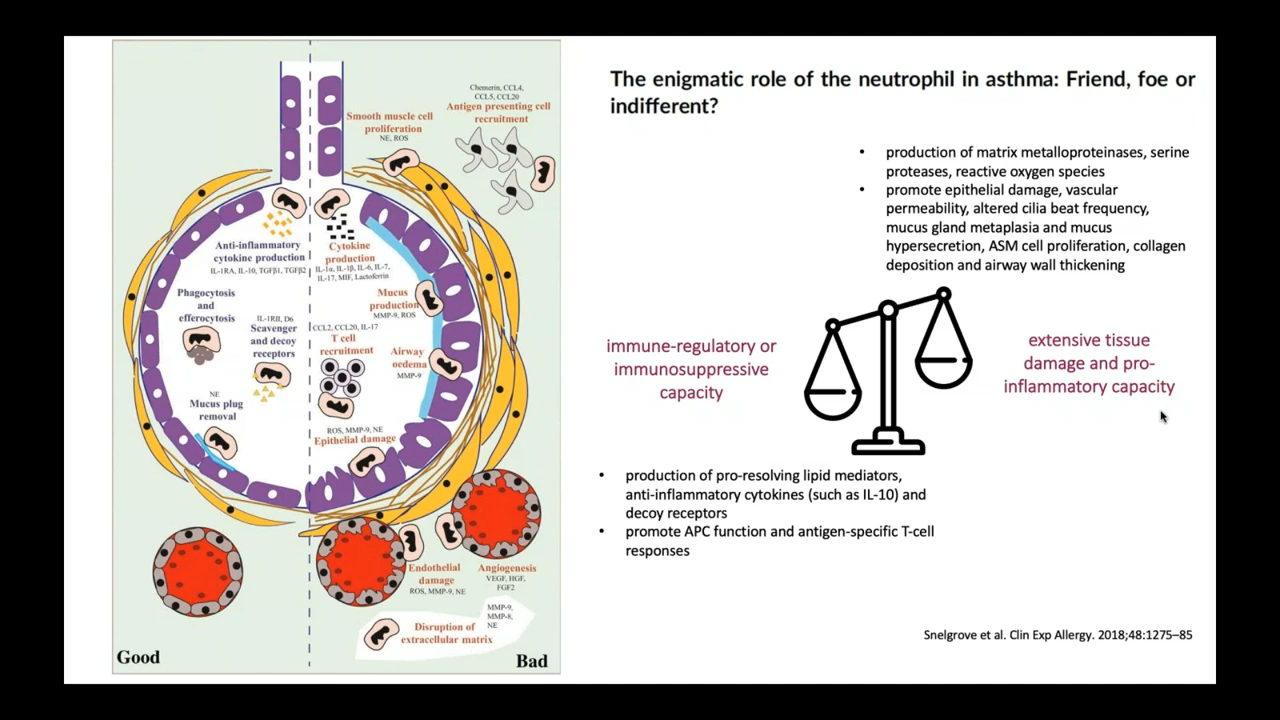 The enigmatic role of the neutrophil in asthma: Friend, foe or
indifferent?
Chemerin, CCL4,
CCL5, CCL20
Antigen presenting cell
recruitment
Smooth muscle cell
proliferation
NE, ROS
Anti-inflammatory
cytokine production
IL-1RA, IL-10, TGFβ1, TGFβ2
Cytokine
production
IL-1α, IL-1β, IL-6, IL-7,
IL-17, MIF, Lactoferrin
Phagocytosis
and
efferocytosis
IL-1RII, D6
Scavenger
and decoy
receptors
Mucus
production
MMP-9, ROS
CCL2, CCL20, IL-17
T cell
recruitment
Airway
oedema
MMP-9
NE
Mucus plug
removal
ROS, MMP-9, NE
Epithelial damage
Endothelial
damage
ROS, MMP-9, NE
Angiogenesis
VEGF, HGF,
FGF2
MMP-9,
MMP-8,
NE
Disruption of
extracellular matrix
Good
Bad
• production of matrix metalloproteinases, serine
proteases, reactive oxygen species
• promote epithelial damage, vascular
permeability, altered cilia beat frequency,
mucus gland metaplasia and mucus
hypersecretion, ASM cell proliferation, collagen
deposition and airway wall thickening
immune-regulatory or
immunosuppressive
capacity
extensive tissue
damage and pro-
inflammatory capacity
• production of pro-resolving lipid mediators,
anti-inflammatory cytokines (such as IL-10) and
decoy receptors
• promote APC function and antigen-specific T-cell
responses
Snelgrove et al. Clin Exp Allergy. 2018;48:1275–85